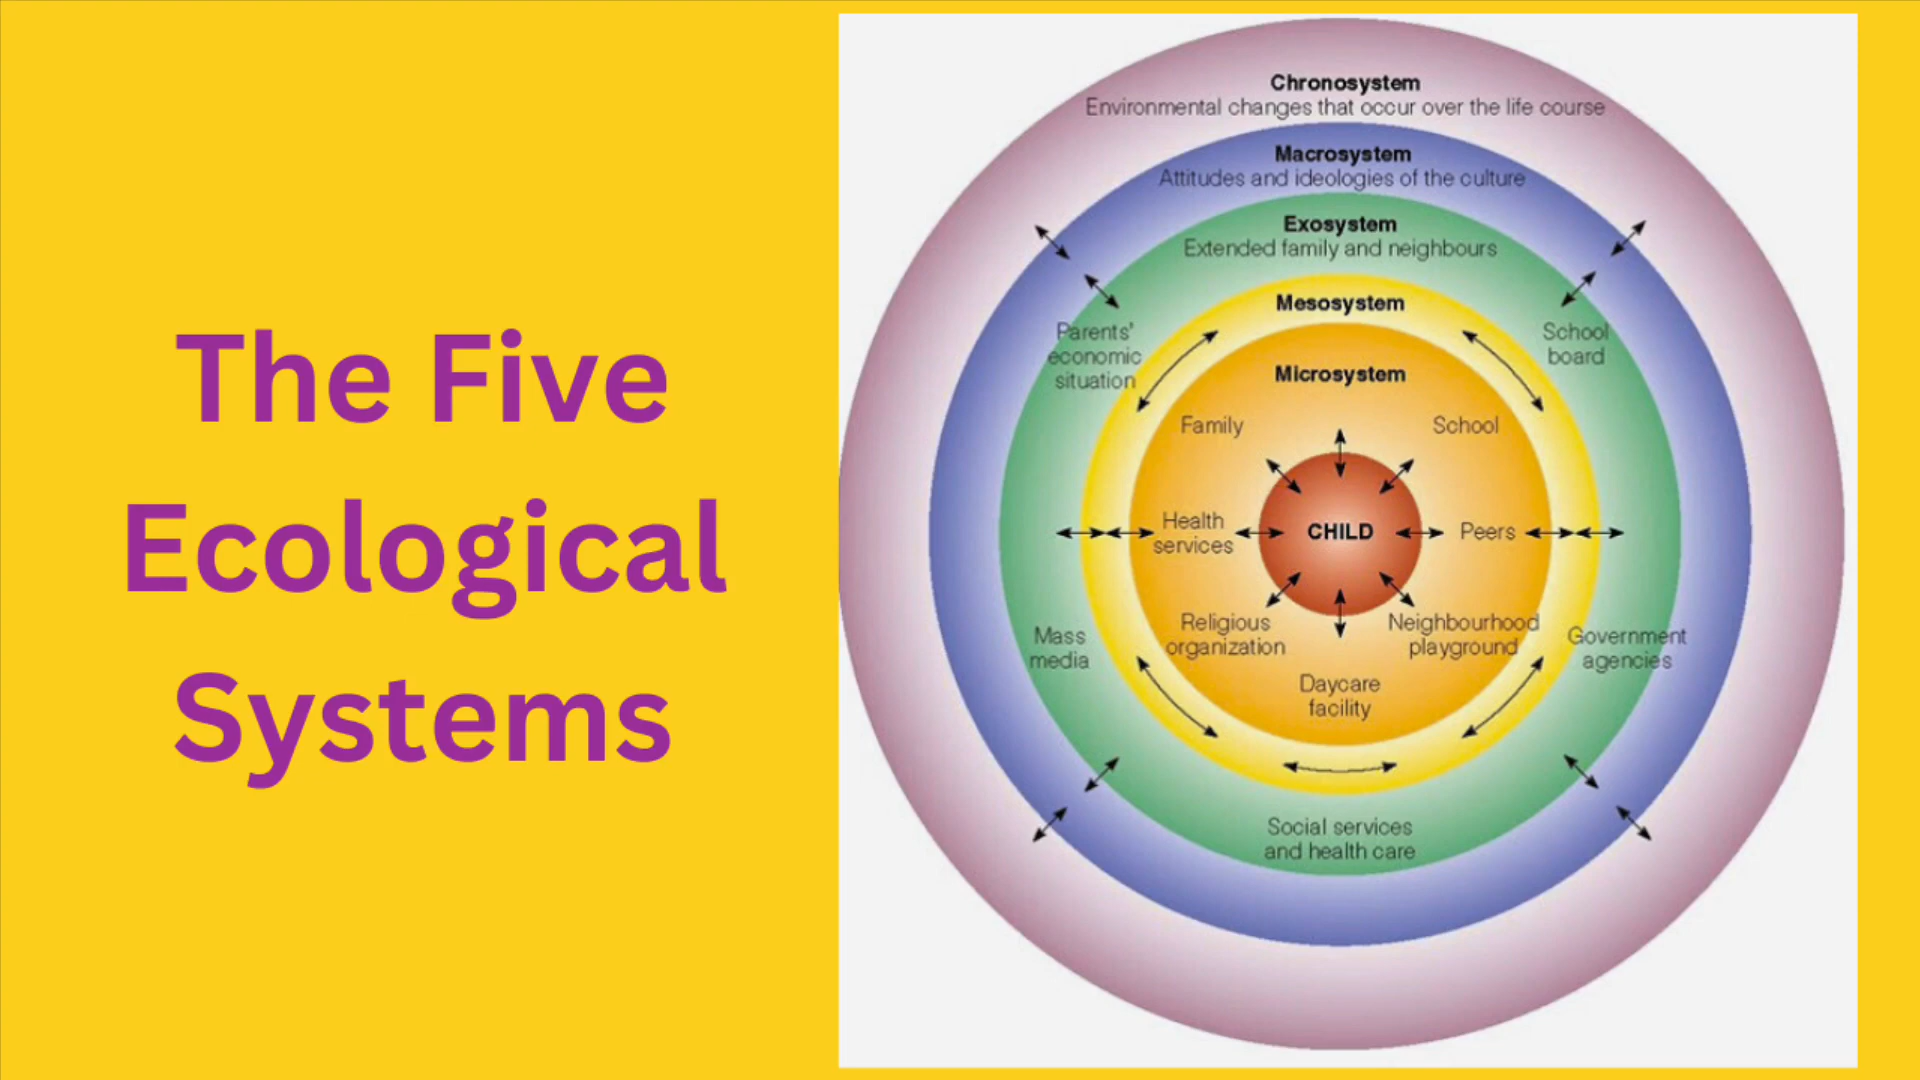 The Five
Ecological
Systems
Chronosystem
Environmental changes that occur over the life course
Macrosystem
Attitudes and ideologies of the culture
Exosystem
Extended family and neighbours
Mesosystem
Parents'
economic
situation
School
board
Microsystem
Family
School
Health
services
CHILD
Peers
Religious
organization
Neighbourhood
playground
Mass
media
Government
agencies
Daycare
facility
Social services
and health care